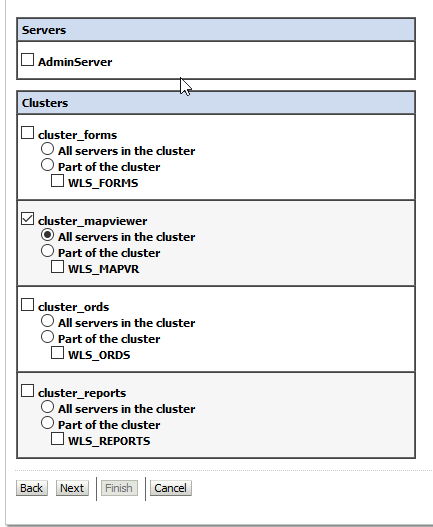 Servers
AdminServer
Clusters
cluster_forms
All servers in the cluster
Part of the cluster
WLS_FORMS
cluster_mapviewer
All servers in the cluster
Part of the cluster
WLS_MAPVR
cluster_ords
All servers in the cluster
Part of the cluster
WLS_ORDS
cluster_reports
All servers in the cluster
Part of the cluster
WLS_REPORTS
Back Next Finish Cancel